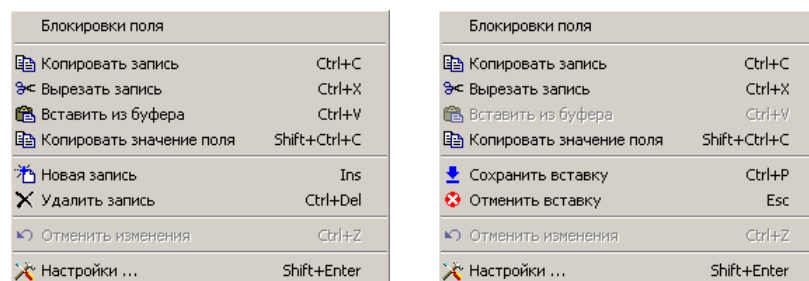 Блокировки поля
Копировать запись Ctrl+C
Вырезать запись Ctrl+X
Вставить из буфера Ctrl+V
Копировать значение поля Shift+Ctrl+C
Новая запись Ins
Удалить запись Ctrl+Del
Отменить изменения Ctrl+Z
Настройки ... Shift+Enter
Блокировки поля
Копировать запись Ctrl+C
Вырезать запись Ctrl+X
Вставить из буфера Ctrl+V
Копировать значение поля Shift+Ctrl+C
Сохранить вставку Ctrl+P
Отменить вставку Esc
Отменить изменения Ctrl+Z
Настройки ... Shift+Enter